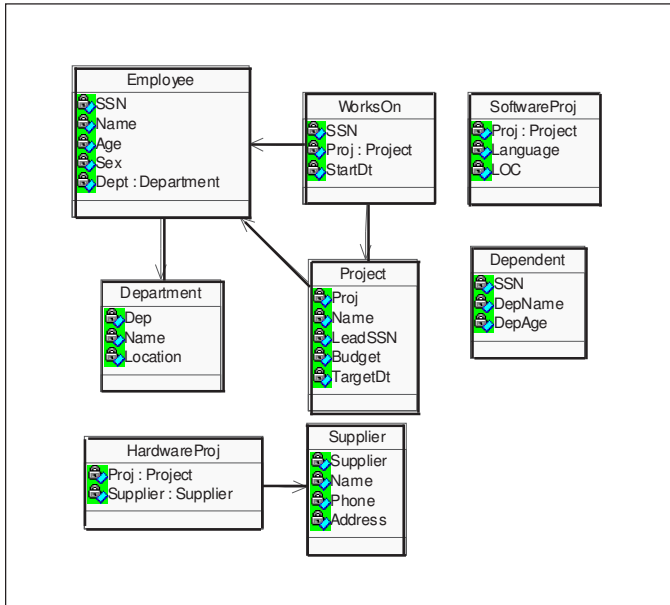 Employee
SSN
Name
Age
Sex
Dept : Department
WorksOn
SSN
Proj : Project
StartDt
SoftwareProj
Proj : Project
Language
LOC
Department
Dep
Name
Location
Project
Proj
Name
LeadSSN
Budget
TargetDt
Dependent
SSN
DepName
DepAge
HardwareProj
Proj : Project
Supplier : Supplier
Supplier
Supplier
Name
Phone
Address